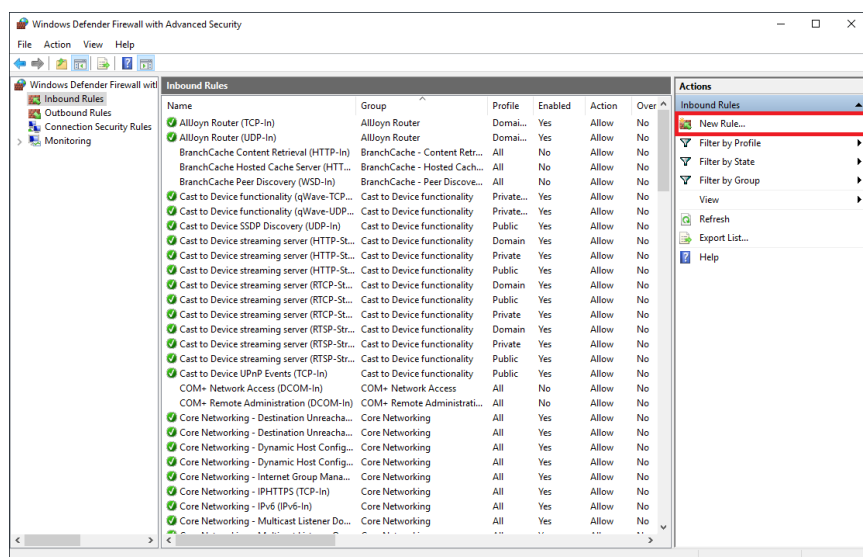 Windows Defender Firewall with Advanced Security
File Action View Help
Windows Defender Firewall with
Inbound Rules
Outbound Rules
Connection Security Rules
Monitoring
Inbound Rules
Name Group Profile Enabled Action Over
AllJoyn Router (TCP-In) AllJoyn Router Domai... Yes Allow No
AllJoyn Router (UDP-In) AllJoyn Router Domai... Yes Allow No
BranchCache Content Retrieval (HTTP-In) BranchCache - Content Retr... All No Allow No
BranchCache Hosted Cache Server (HTT... BranchCache - Hosted Cach... All No Allow No
BranchCache Peer Discovery (WSD-In) BranchCache - Peer Discove... All No Allow No
Cast to Device functionality (qWave-TCP... Cast to Device functionality Private... Yes Allow No
Cast to Device functionality (qWave-UDP... Cast to Device functionality Private... Yes Allow No
Cast to Device SSDP Discovery (UDP-In) Cast to Device functionality Public Yes Allow No
Cast to Device streaming server (HTTP-St... Cast to Device functionality Domain Yes Allow No
Cast to Device streaming server (HTTP-St... Cast to Device functionality Private Yes Allow No
Cast to Device streaming server (HTTP-St... Cast to Device functionality Public Yes Allow No
Cast to Device streaming server (RTCP-St... Cast to Device functionality Domain Yes Allow No
Cast to Device streaming server (RTCP-St... Cast to Device functionality Public Yes Allow No
Cast to Device streaming server (RTCP-St... Cast to Device functionality Private Yes Allow No
Cast to Device streaming server (RTSP-Str... Cast to Device functionality Domain Yes Allow No
Cast to Device streaming server (RTSP-Str... Cast to Device functionality Private Yes Allow No
Cast to Device streaming server (RTSP-Str... Cast to Device functionality Public Yes Allow No
Cast to Device UPnP Events (TCP-In) Cast to Device functionality Public Yes Allow No
COM+ Network Access (DCOM-In) COM+ Network Access All No Allow No
COM+ Remote Administration (DCOM-In) COM+ Remote Administrati... All No Allow No
Core Networking - Destination Unreacha... Core Networking All Yes Allow No
Core Networking - Destination Unreacha... Core Networking All Yes Allow No
Core Networking - Dynamic Host Config... Core Networking All Yes Allow No
Core Networking - Dynamic Host Config... Core Networking All Yes Allow No
Core Networking - Internet Group Mana... Core Networking All Yes Allow No
Core Networking - IPHTTPS (TCP-In) Core Networking All Yes Allow No
Core Networking - IPv6 (IPv6-In) Core Networking All Yes Allow No
Core Networking - Multicast Listener Do... Core Networking All Yes Allow No
Actions
Inbound Rules
New Rule...
Filter by Profile
Filter by State
Filter by Group
View
Refresh
Export List...
Help